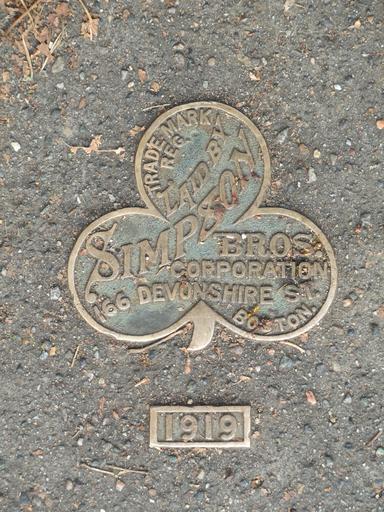 TRADE MARK
REG.
LAID BY
SIMPSON
BROS.
CORPORATION
166 DEVONSHIRE ST.
BOSTON
1919